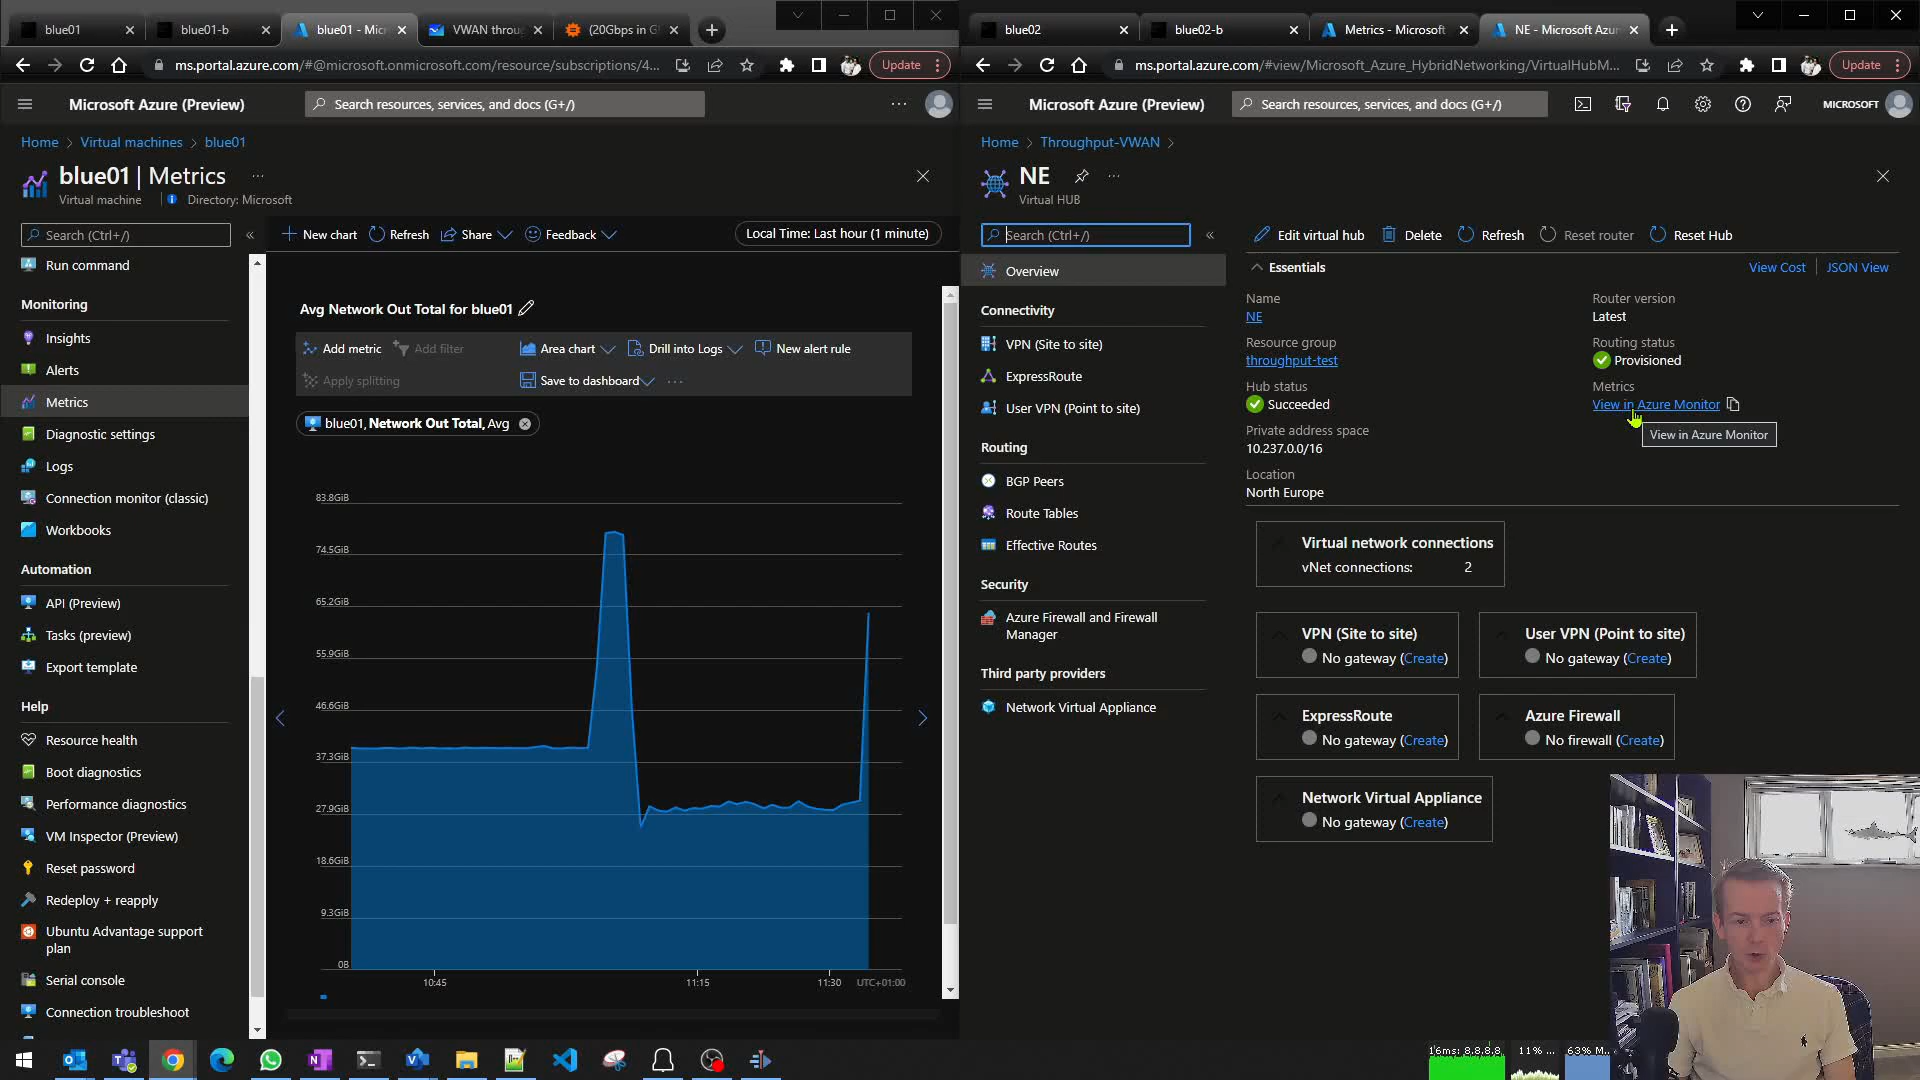 blue01
blue01-b
blue01 - Micr
VWAN throu
(20Gbps in G
ms.portal.azure.com/#@microsoft.onmicrosoft.com/resource/subscriptions/4...
Update
Microsoft Azure (Preview)
Search resources, services, and docs (G+/)
Home > Virtual machines > blue01
blue01 | Metrics
Virtual machine
Directory: Microsoft
Search (Ctrl+/)
Run command
Monitoring
Insights
Alerts
Metrics
Diagnostic settings
Logs
Connection monitor (classic)
Workbooks
Automation
API (Preview)
Tasks (preview)
Export template
Help
Resource health
Boot diagnostics
Performance diagnostics
VM Inspector (Preview)
Reset password
Redeploy + reapply
Ubuntu Advantage support
plan
Serial console
Connection troubleshoot
New chart
Refresh
Share
Feedback
Local Time: Last hour (1 minute)
Avg Network Out Total for blue01
Add metric
Add filter
Area chart
Drill into Logs
New alert rule
Apply splitting
Save to dashboard
blue01, Network Out Total, Avg
83.8GiB
74.5GiB
65.2GiB
55.9GiB
46.6GiB
37.3GiB
27.9GiB
18.6GiB
9.3GiB
0B
10:45
11:15
11:30
UTC+01:00
blue02
blue02-b
Metrics - Microsoft
NE - Microsoft Azur
ms.portal.azure.com/#view/Microsoft_Azure_HybridNetworking/VirtualHubM...
Update
Microsoft Azure (Preview)
Search resources, services, and docs (G+/)
MICROSOFT
Home > Throughput-VWAN >
NE
Virtual HUB
Search (Ctrl+/)
Overview
Connectivity
VPN (Site to site)
ExpressRoute
User VPN (Point to site)
Routing
BGP Peers
Route Tables
Effective Routes
Security
Azure Firewall and Firewall
Manager
Third party providers
Network Virtual Appliance
Edit virtual hub
Delete
Refresh
Reset router
Reset Hub
Essentials
View Cost
JSON View
Name
NE
Resource group
throughput-test
Hub status
Succeeded
Private address space
10.237.0.0/16
Location
North Europe
Router version
Latest
Routing status
Provisioned
Metrics
View in Azure Monitor
View in Azure Monitor
Virtual network connections
vNet connections: 2
VPN (Site to site)
No gateway (Create)
User VPN (Point to site)
No gateway (Create)
ExpressRoute
No gateway (Create)
Azure Firewall
No firewall (Create)
Network Virtual Appliance
No gateway (Create)
16ms: 8.8.8.8
11% ...
63% M...